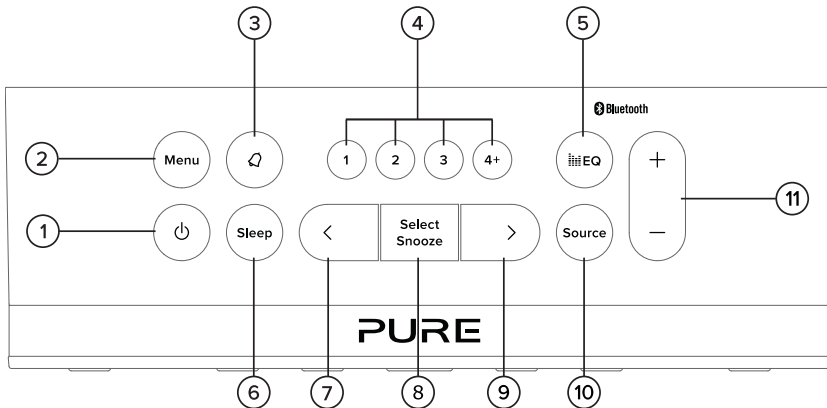 3 4 5
Bluetooth
2 Menu 1 2 3 4+ EQ +
11
1 Sleep < Select > Source −
Snooze
PURE
6 7 8 9 10